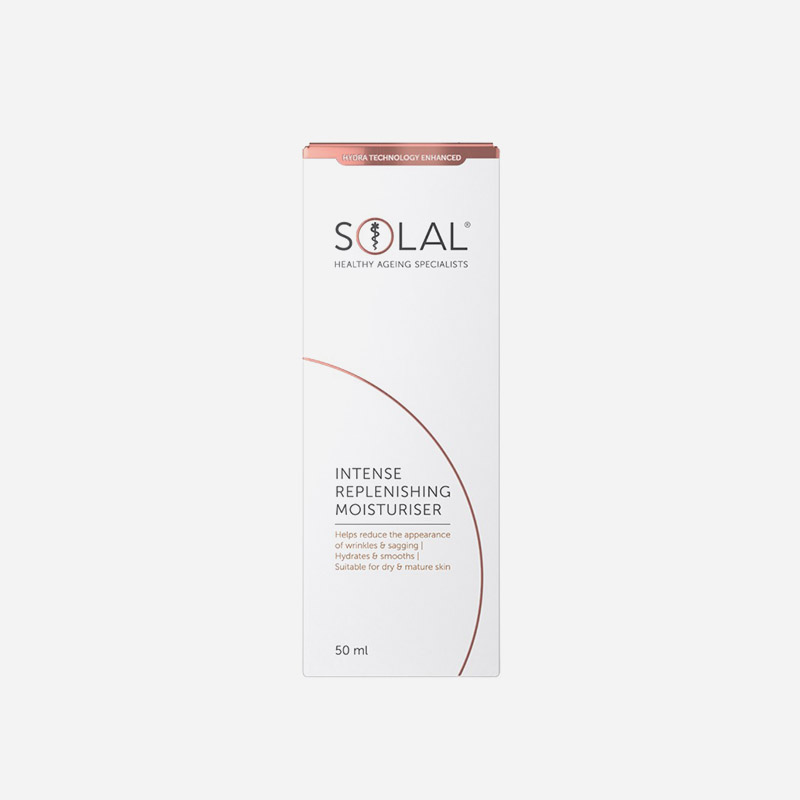 HYDRA TECHNOLOGY ENHANCED
SOLAL®
HEALTHY AGEING SPECIALISTS
INTENSE
REPLENISHING
MOISTURISER
Helps reduce the appearance
of wrinkles & sagging |
Hydrates & smooths |
Suitable for dry & mature skin
50 ml